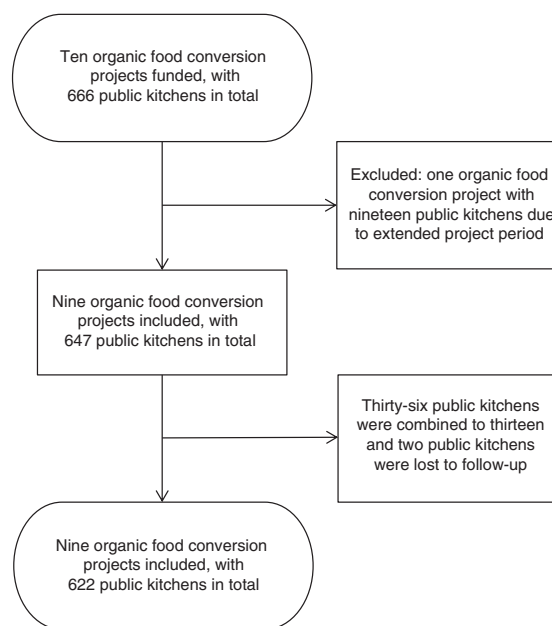 Ten organic food conversion
projects funded, with
666 public kitchens in total
Excluded: one organic food
conversion project with
nineteen public kitchens due
to extended project period
Nine organic food conversion
projects included, with
647 public kitchens in total
Thirty-six public kitchens
were combined to thirteen
and two public kitchens
were lost to follow-up
Nine organic food conversion
projects included, with
622 public kitchens in total